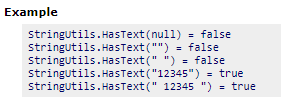 Example
StringUtils.HasText(null) = false
StringUtils.HasText("") = false
StringUtils.HasText(" ") = false
StringUtils.HasText("12345") = true
StringUtils.HasText(" 12345 ") = true